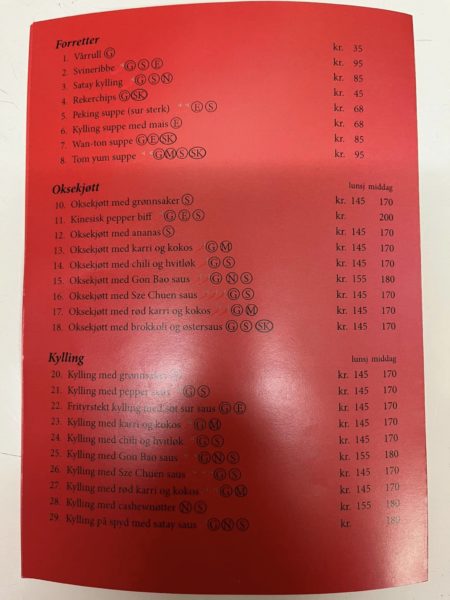 Forretter
1. Vårrull G kr. 35
2. Svineribbe G S E kr. 95
3. Satay kylling G S N kr. 85
4. Rekerchips G SK kr. 45
5. Peking suppe (sur sterk) E S kr. 68
6. Kylling suppe med mais E kr. 68
7. Wan-ton suppe G E SK kr. 85
8. Tom yum suppe G M S SK kr. 95
Oksekjøtt lunsj middag
10. Oksekjøtt med grønnsaker S kr. 145 170
11. Kinesisk pepper biff G E S kr. 200
12. Oksekjøtt med ananas S kr. 145 170
13. Oksekjøtt med karri og kokos G M kr. 145 170
14. Oksekjøtt med chili og hvitløk G S kr. 145 170
15. Oksekjøtt med Gon Bao saus G N S kr. 155 180
16. Oksekjøtt med Sze Chuen saus G S kr. 145 170
17. Oksekjøtt med rød karri og kokos G M kr. 145 170
18. Oksekjøtt med brokkoli og østersaus G S SK kr. 145 170
Kylling lunsj middag
20. Kylling med grønnsaker S kr. 145 170
21. Kylling med pepper saus G S kr. 145 170
22. Frityrstekt kylling med sur saus G E kr. 145 170
23. Kylling med karri og kokos G M kr. 145 170
24. Kylling med chili og hvitløk G S kr. 145 170
25. Kylling med Gon Bao saus G N S kr. 155 180
26. Kylling med Sze Chuen saus G S kr. 145 170
27. Kylling med rød karri og kokos G M kr. 145 170
28. Kylling med cashewnøtter N S kr. 155 180
29. Kylling på spyd med satay saus G N S kr. 180